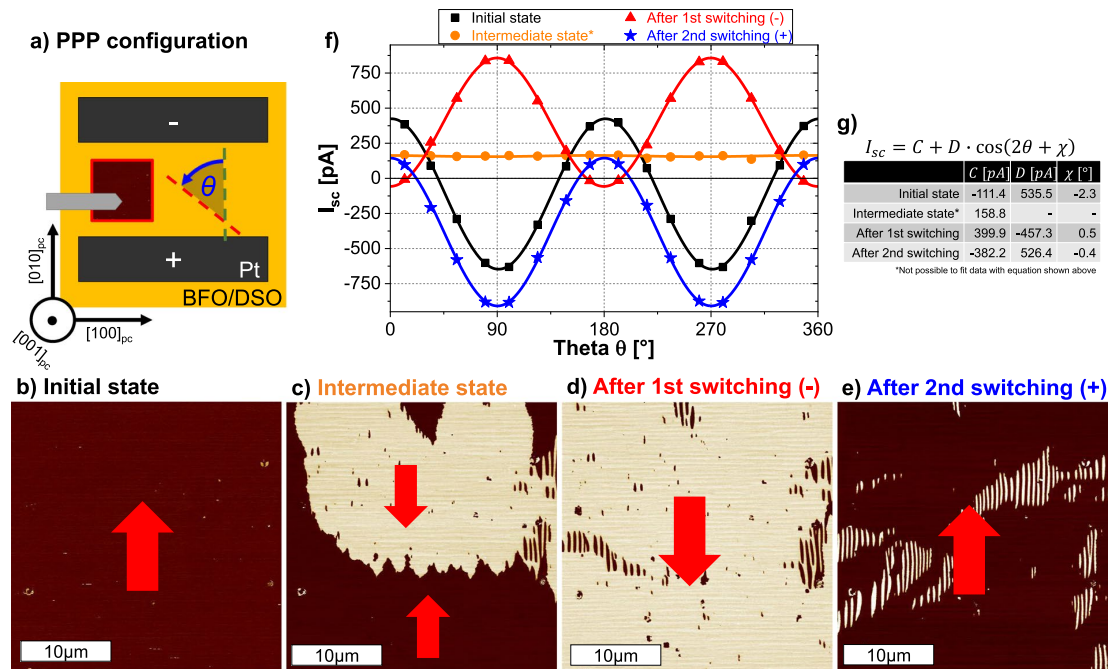 a) PPP configuration
-
θ
+
Pt
BFO/DSO
[010]pc
[001]pc
[100]pc
f)
Initial state
Intermediate state*
After 1st switching (-)
After 2nd switching (+)
Isc [pA]
750
500
250
0
-250
-500
-750
0 90 180 270 360
Theta θ [°]
g)
Isc = C + D · cos(2θ + χ)
C [pA] D [pA] χ [°]
Initial state -111.4 535.5 -2.3
Intermediate state* 158.8 - -
After 1st switching 399.9 -457.3 0.5
After 2nd switching -382.2 526.4 -0.4
*Not possible to fit data with equation shown above
b) Initial state
10µm
c) Intermediate state
10µm
d) After 1st switching (-)
10µm
e) After 2nd switching (+)
10µm